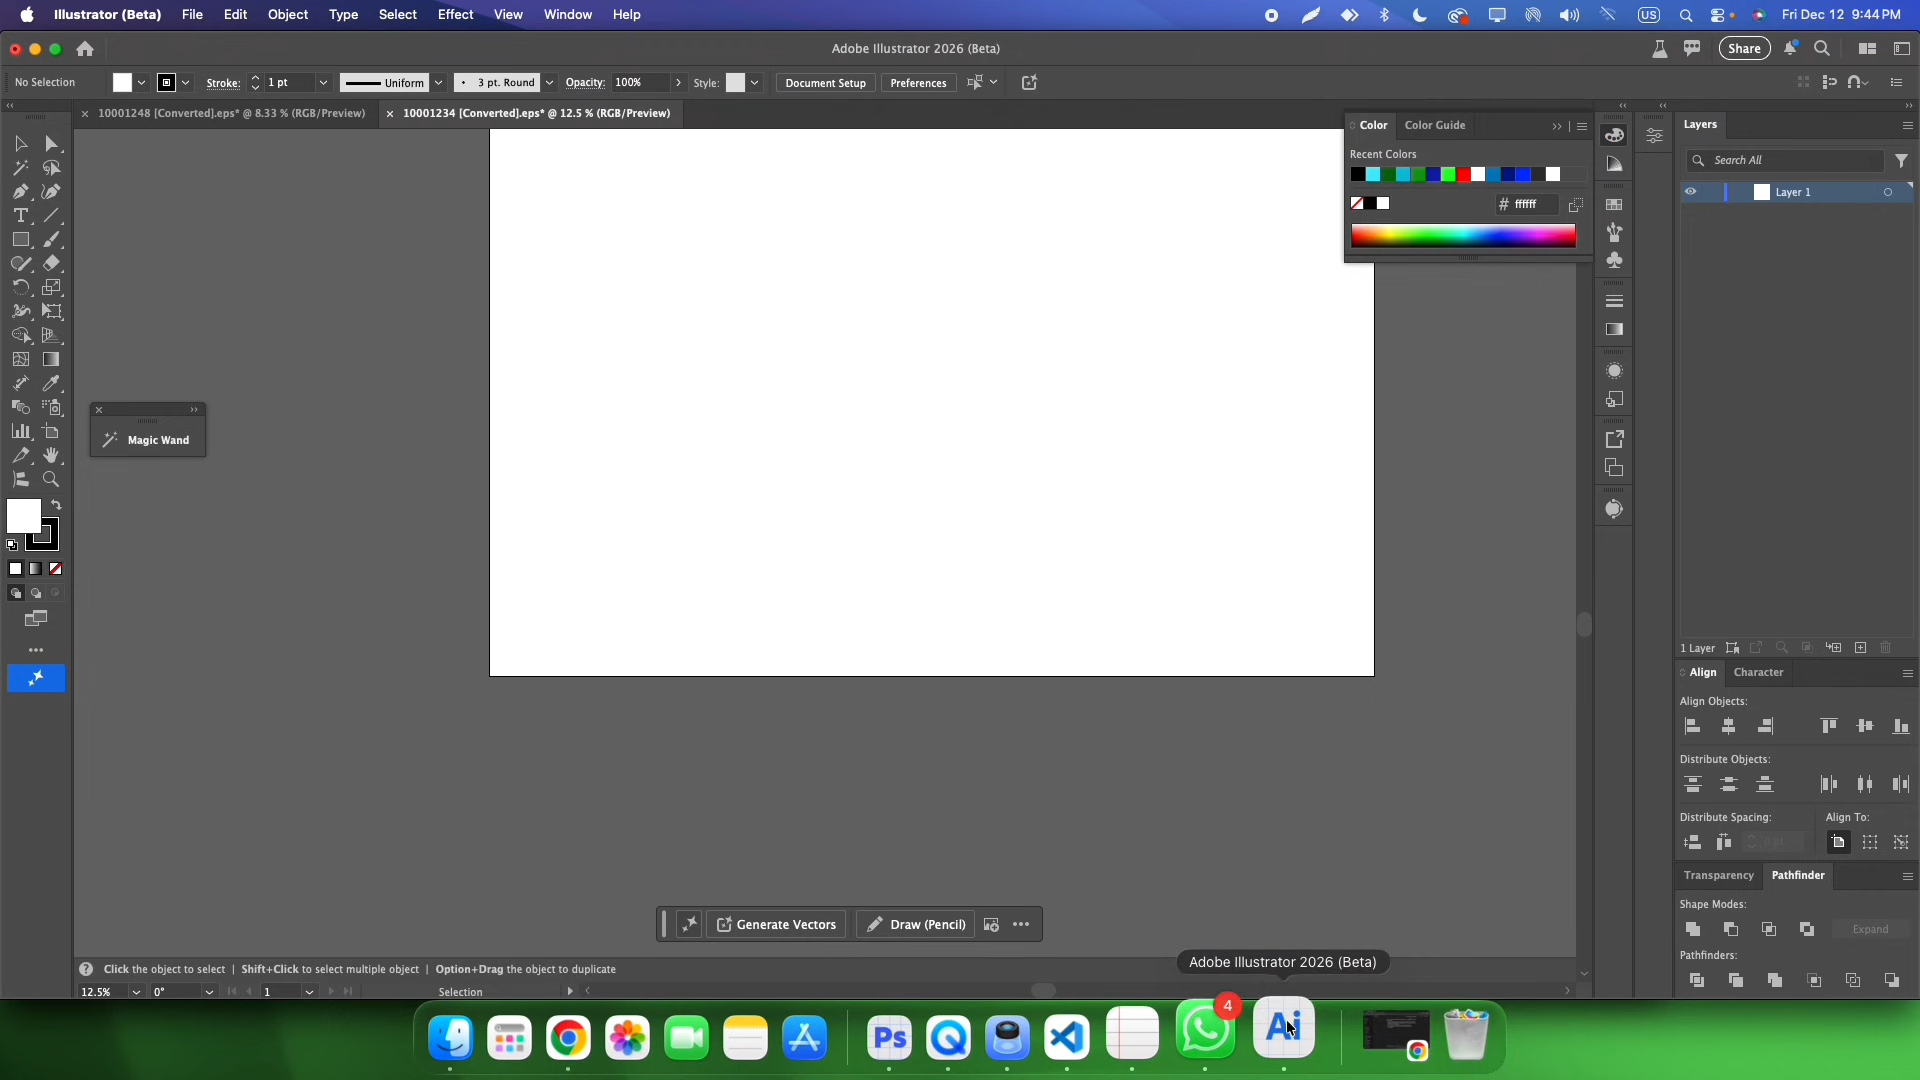 Illustrator (Beta) File Edit Object Type Select Effect View Window Help US Fri Dec 12 9:44 PM
Adobe Illustrator 2026 (Beta) Share
No Selection Stroke: 1 pt Uniform 3 pt. Round Opacity: 100% Style: Document Setup Preferences
10001248 [Converted].eps* @ 8.33 % (RGB/Preview) 10001234 [Converted].eps* @ 12.5 % (RGB/Preview)
Color Color Guide
Recent Colors
# ffffff
Layers
Search All
Layer 1
Magic Wand
1 Layer
Align Character
Align Objects:
Distribute Objects:
Distribute Spacing: Align To:
0 pt
Transparency Pathfinder
Shape Modes:
Expand
Pathfinders:
Generate Vectors Draw (Pencil)
Adobe Illustrator 2026 (Beta)
Click the object to select | Shift+Click to select multiple object | Option+Drag the object to duplicate
12.5% 0° 1 Selection
4
Ps
Ai